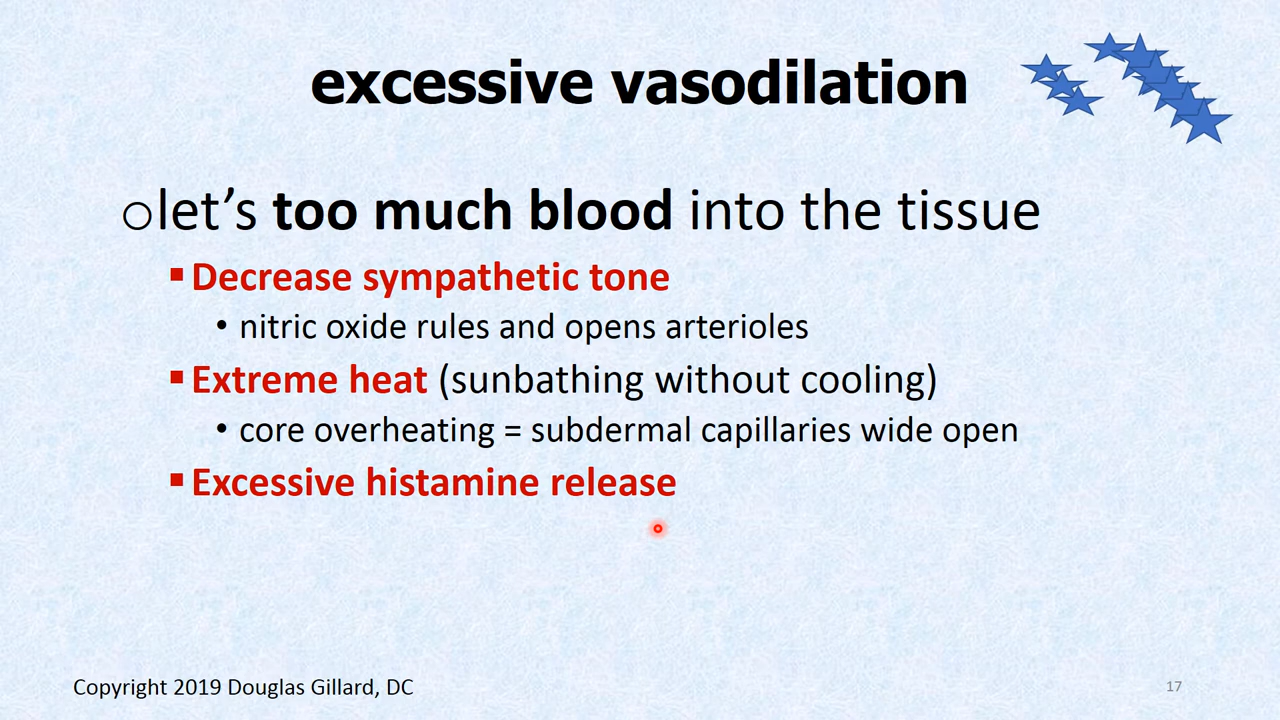 excessive vasodilation
let’s too much blood into the tissue
Decrease sympathetic tone
• nitric oxide rules and opens arterioles
Extreme heat (sunbathing without cooling)
• core overheating = subdermal capillaries wide open
Excessive histamine release
Copyright 2019 Douglas Gillard, DC
17